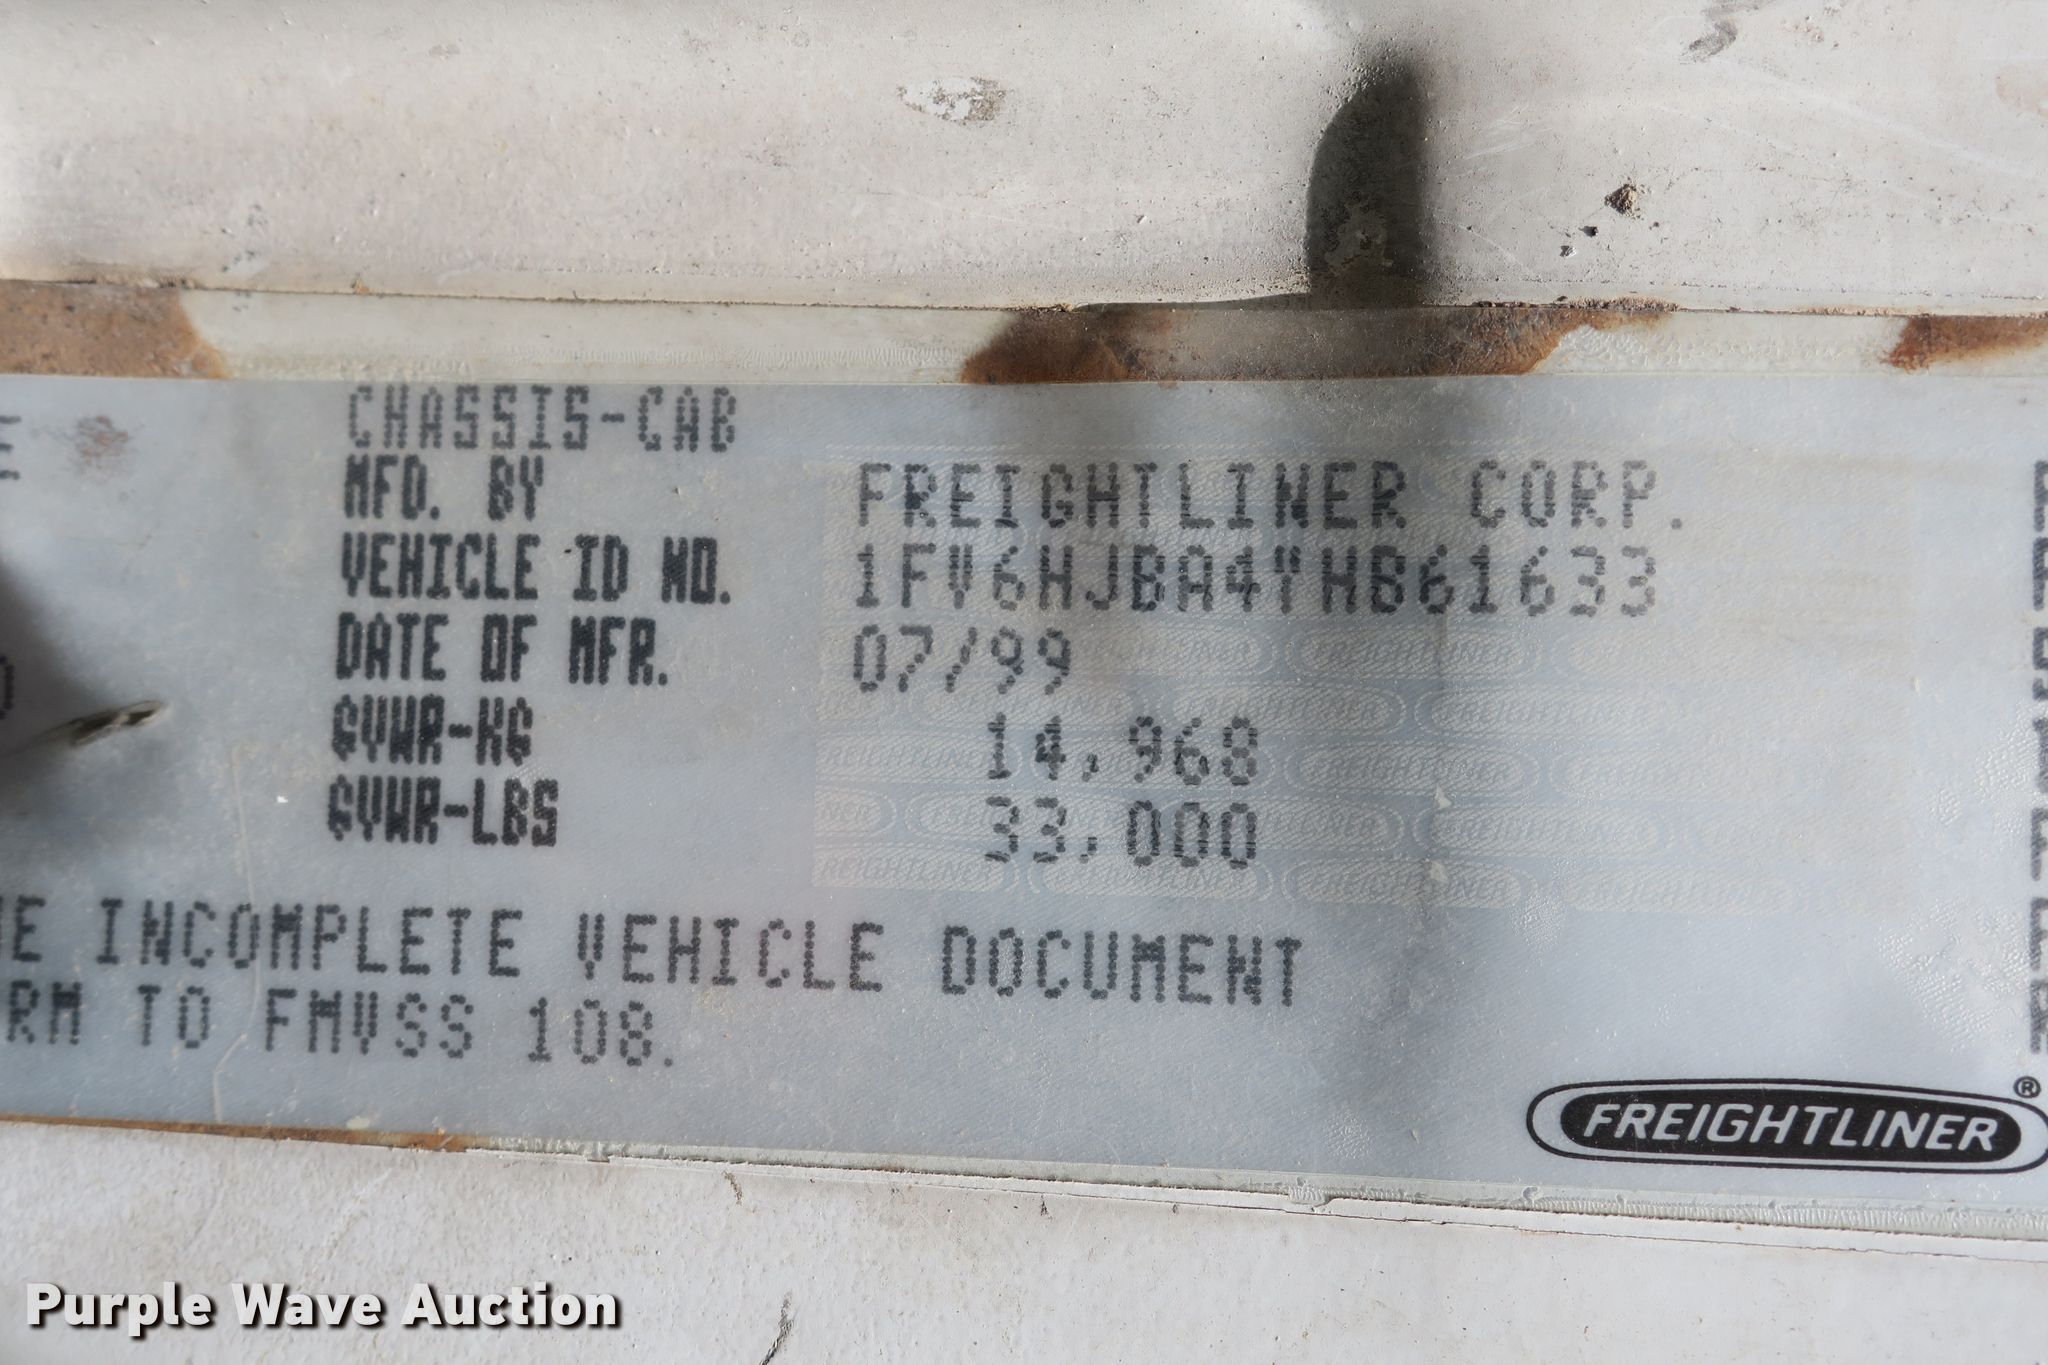 CHASSIS-CAB
MFD. BY FREIGHTLINER CORP.
VEHICLE ID NO. 1FV6HJBA4YHB61633
DATE OF MFR. 07/99
GVWR-KG 14,968
GVWR-LBS 33,000
INCOMPLETE VEHICLE DOCUMENT
TO FMVSS 108.
FREIGHTLINER®
Purple Wave Auction